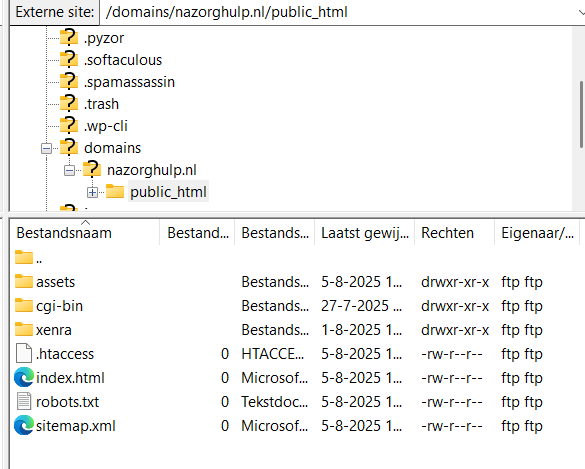 Externe site: /domains/nazorghulp.nl/public_html
.pyzor
.softaculous
.spamassassin
.trash
.wp-cli
domains
nazorghulp.nl
public_html
Bestandsnaam Bestand... Bestands... Laatst gewij... Rechten Eigenaar/...
..
assets Bestands... 5-8-2025 1... drwxr-xr-x ftp ftp
cgi-bin Bestands... 27-7-2025 ... drwxr-xr-x ftp ftp
xenra Bestands... 1-8-2025 1... drwxr-xr-x ftp ftp
.htaccess 0 HTACCE... 5-8-2025 1... -rw-r--r-- ftp ftp
index.html 0 Microsof... 5-8-2025 1... -rw-r--r-- ftp ftp
robots.txt 0 Tekstdoc... 5-8-2025 1... -rw-r--r-- ftp ftp
sitemap.xml 0 Microsof... 5-8-2025 1... -rw-r--r-- ftp ftp